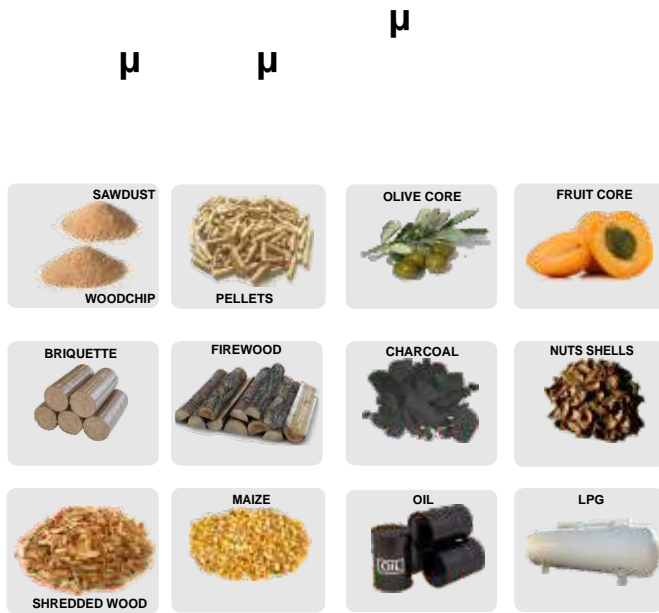 μ
μ μ
SAWDUST
WOODCHIP
PELLETS
OLIVE CORE
FRUIT CORE
BRIQUETTE
FIREWOOD
CHARCOAL
NUTS SHELLS
SHREDDED WOOD
MAIZE
OIL
OIL
LPG